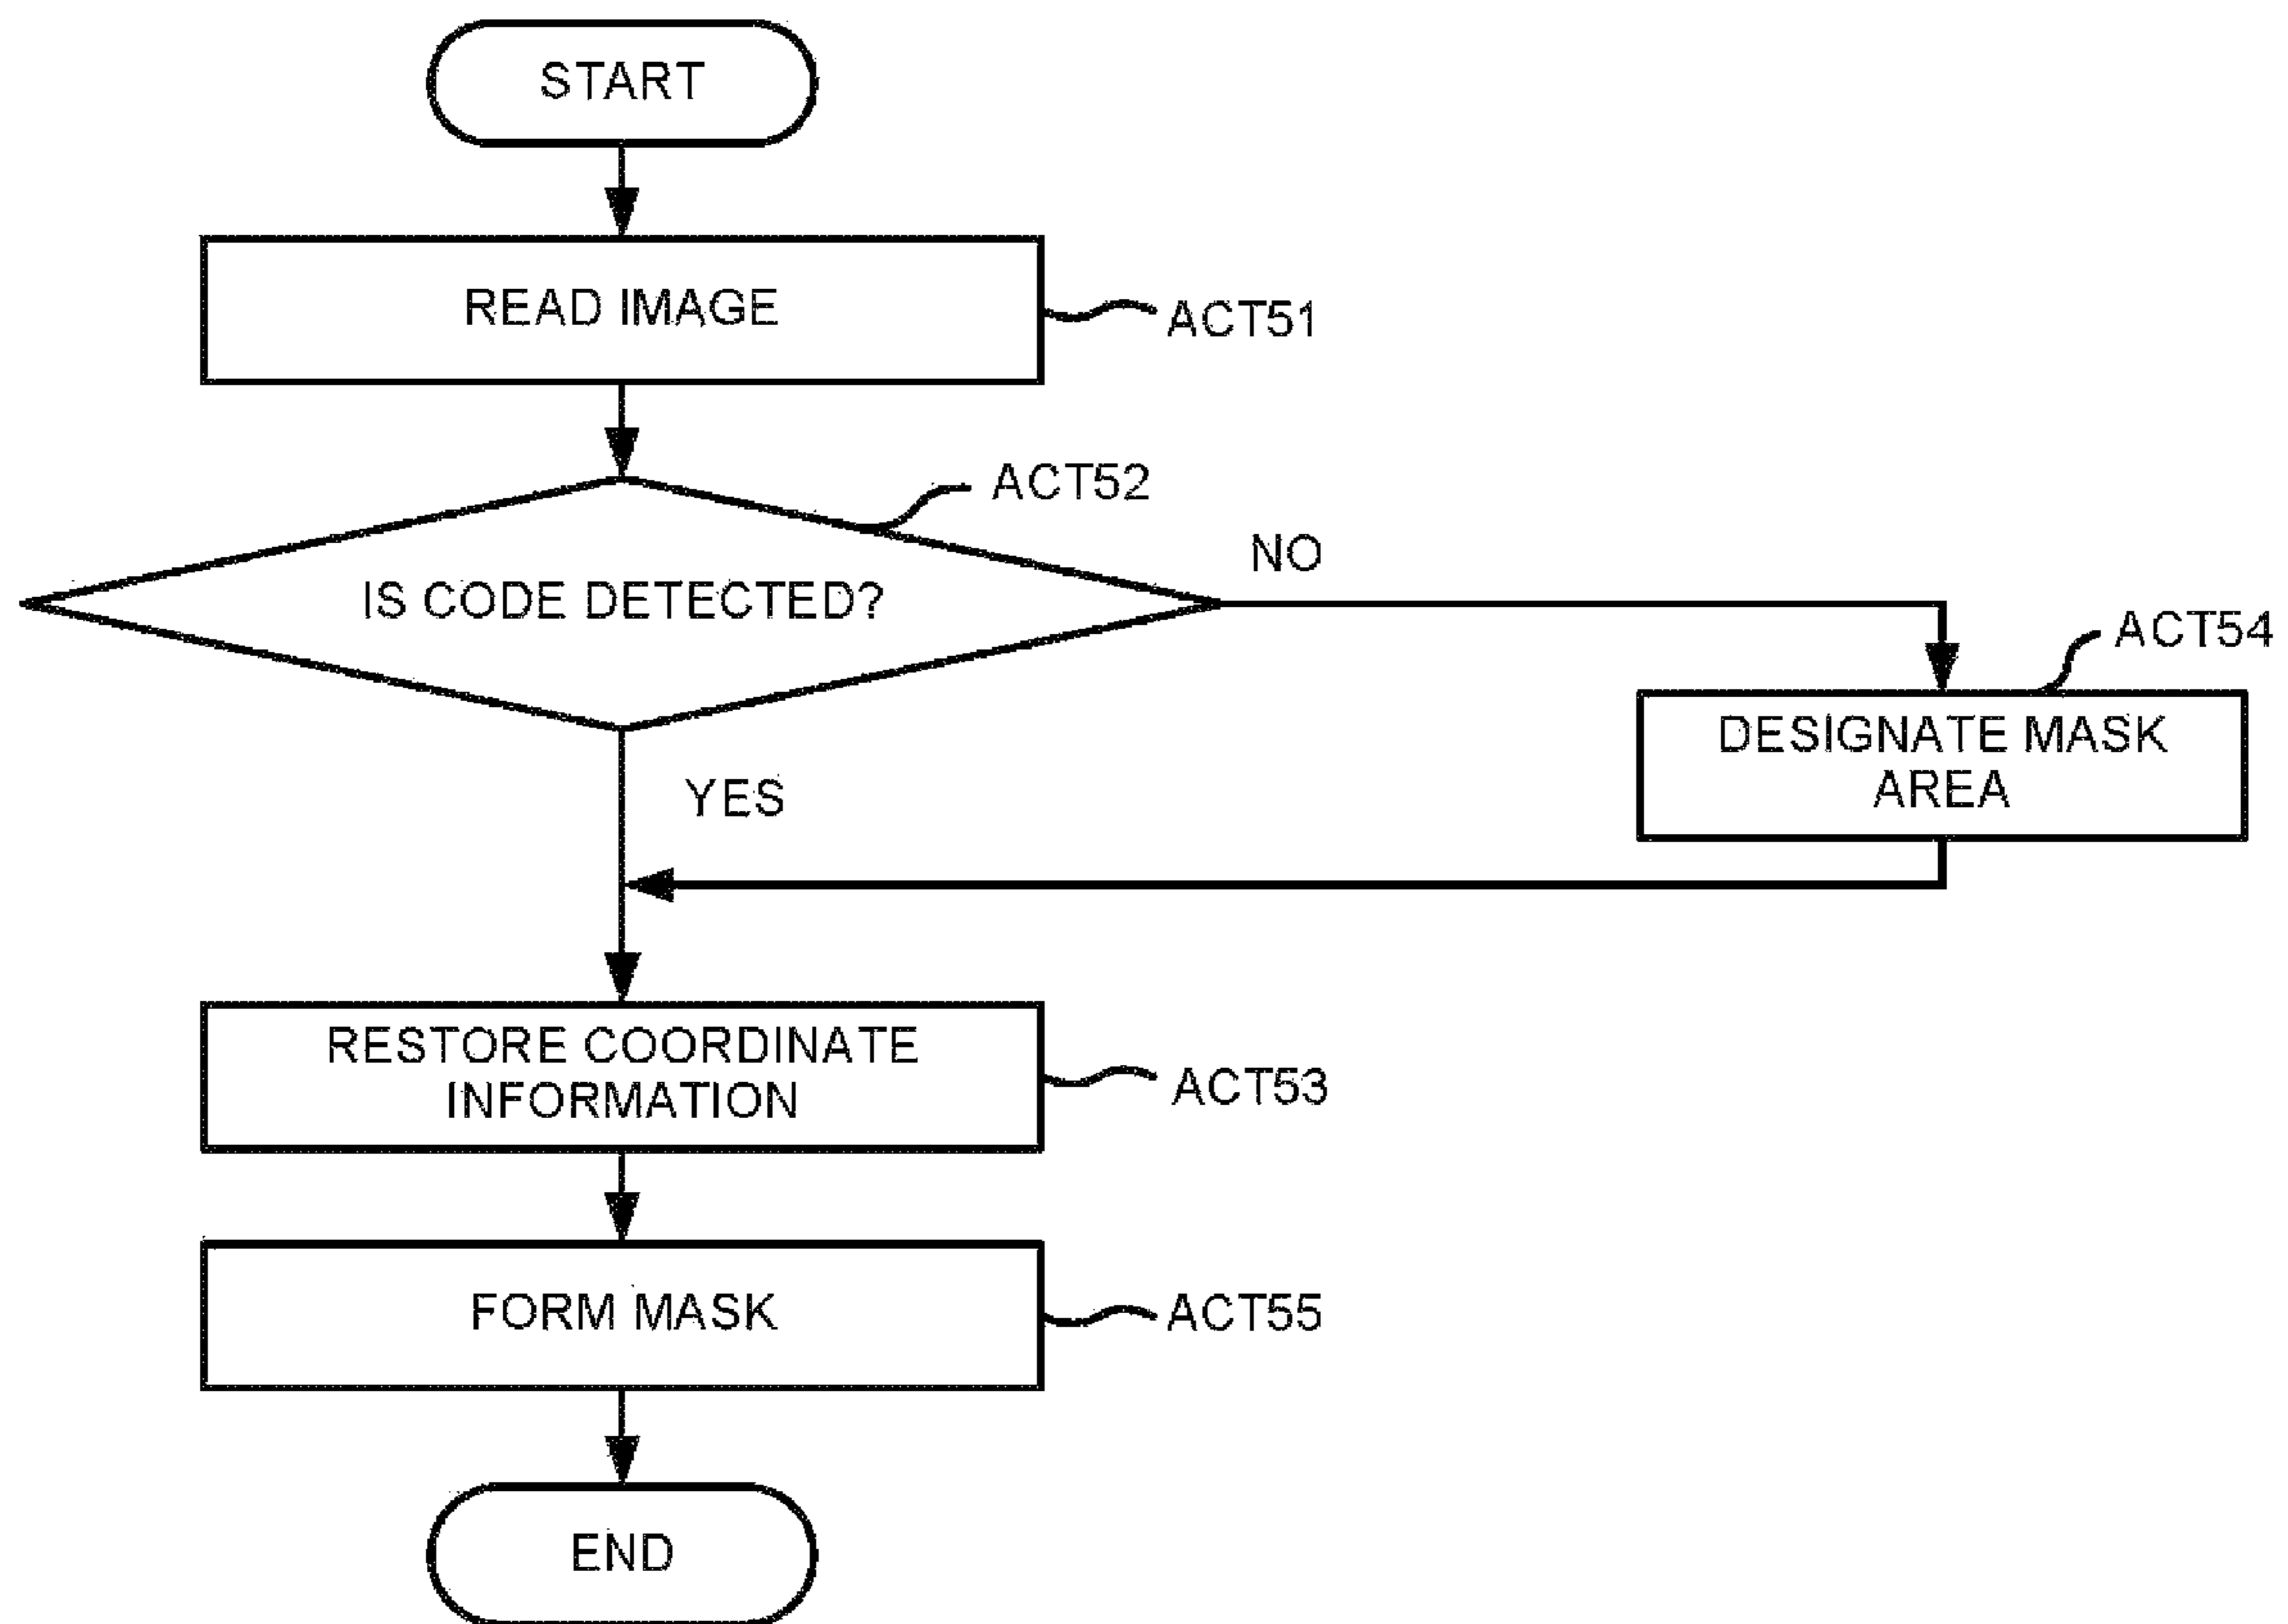 START
READ IMAGE
ACT51
ACT52
IS CODE DETECTED?
NO
ACT54
DESIGNATE MASK
AREA
YES
RESTORE COORDINATE
INFORMATION
ACT53
FORM MASK
ACT55
END